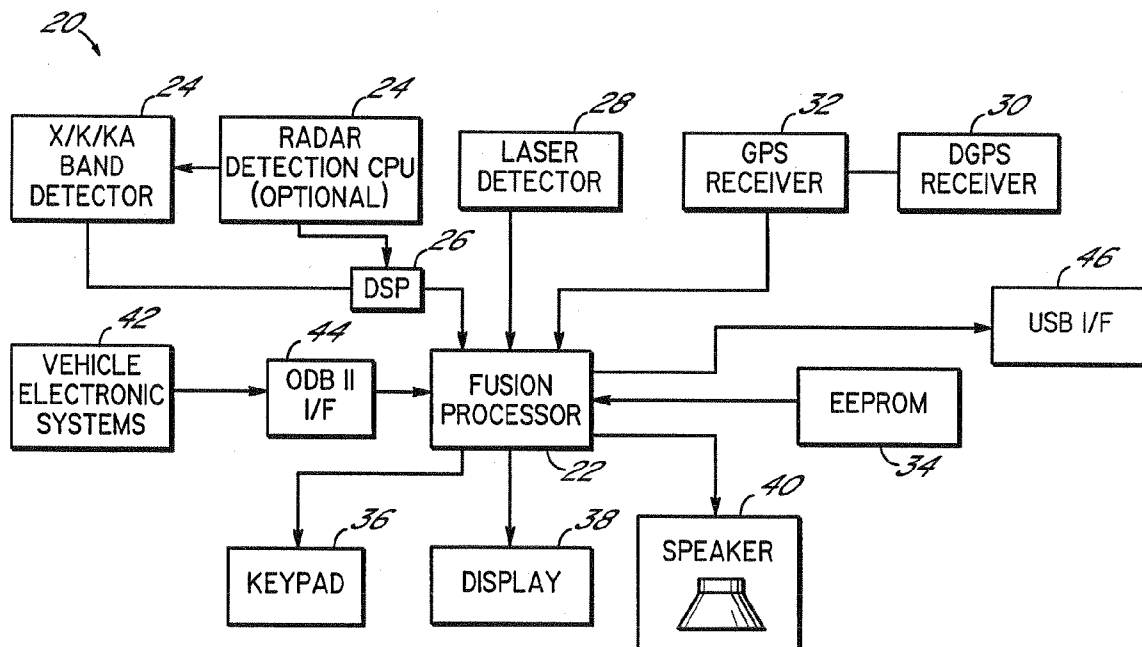 20
24
X/K/KA
BAND
DETECTOR
24
RADAR
DETECTION CPU
(OPTIONAL)
28
LASER
DETECTOR
32
GPS
RECEIVER
30
DGPS
RECEIVER
26
DSP
46
USB I/F
42
VEHICLE
ELECTRONIC
SYSTEMS
44
ODB II
I/F
FUSION
PROCESSOR
22
EEPROM
34
36
KEYPAD
38
DISPLAY
40
SPEAKER